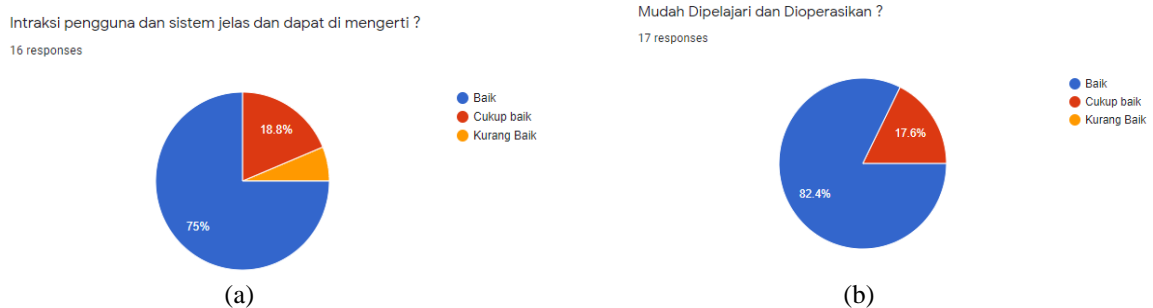 Intraksi pengguna dan sistem jelas dan dapat di mengerti ?
16 responses
Baik
Cukup baik
Kurang Baik
18.8%
75%
(a)
Mudah Dipelajari dan Dioperasikan ?
17 responses
Baik
Cukup baik
Kurang Baik
17.6%
82.4%
(b)